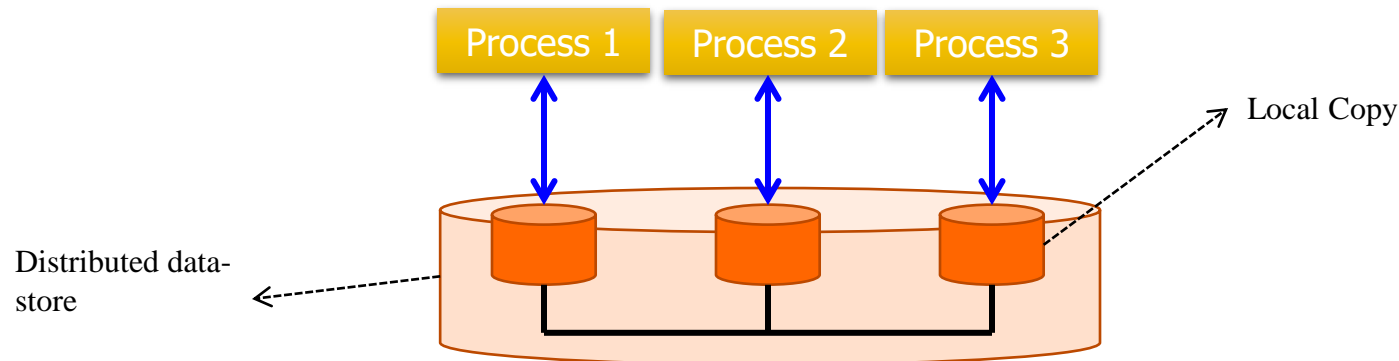 Process 1
Process 2
Process 3
Local Copy
Distributed data-
store